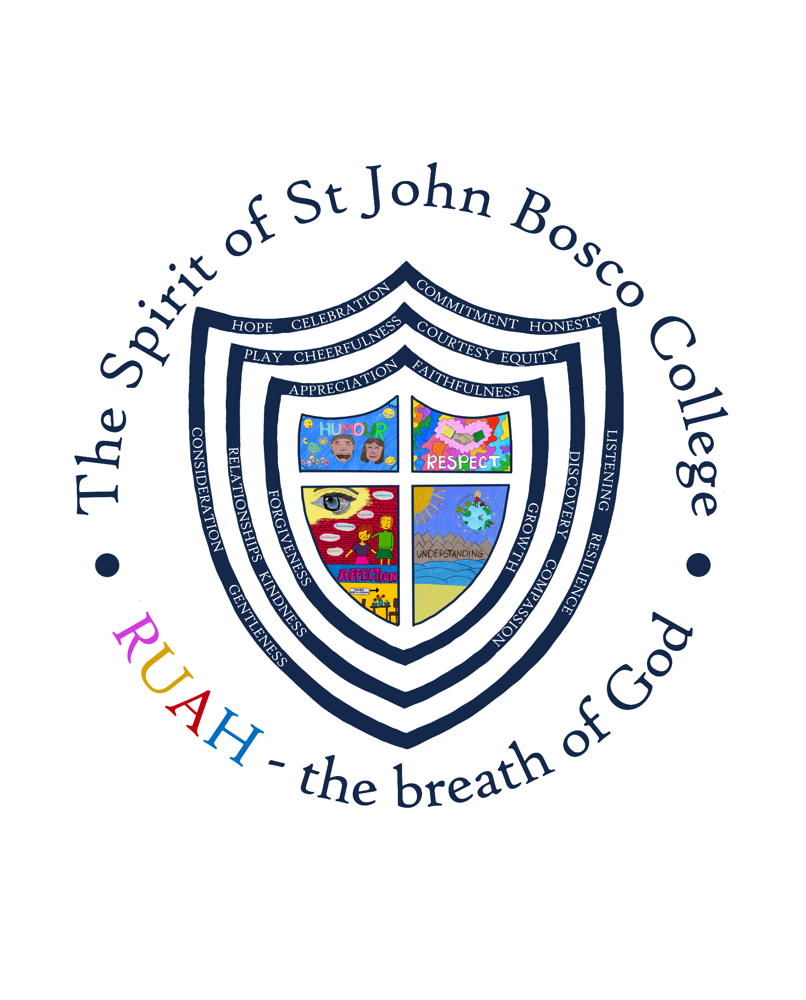 The Spirit of St John Bosco College
HOPE CELEBRATION COMMITMENT HONESTY
PLAY CHEERFULNESS COURTESY EQUITY
APPRECIATION FAITHFULNESS
CONSIDERATION GENTLENESS
RELATIONSHIPS KINDNESS
FORGIVENESS
GROWTH
DISCOVERY COMPASSION
LISTENING RESILIENCE
HUMOUR
RESPECT
Gentleness
Forgiveness
Relationship
Consideration
Kindness
AFFECTION
UNDERSTANDING
RUAH - the breath of God